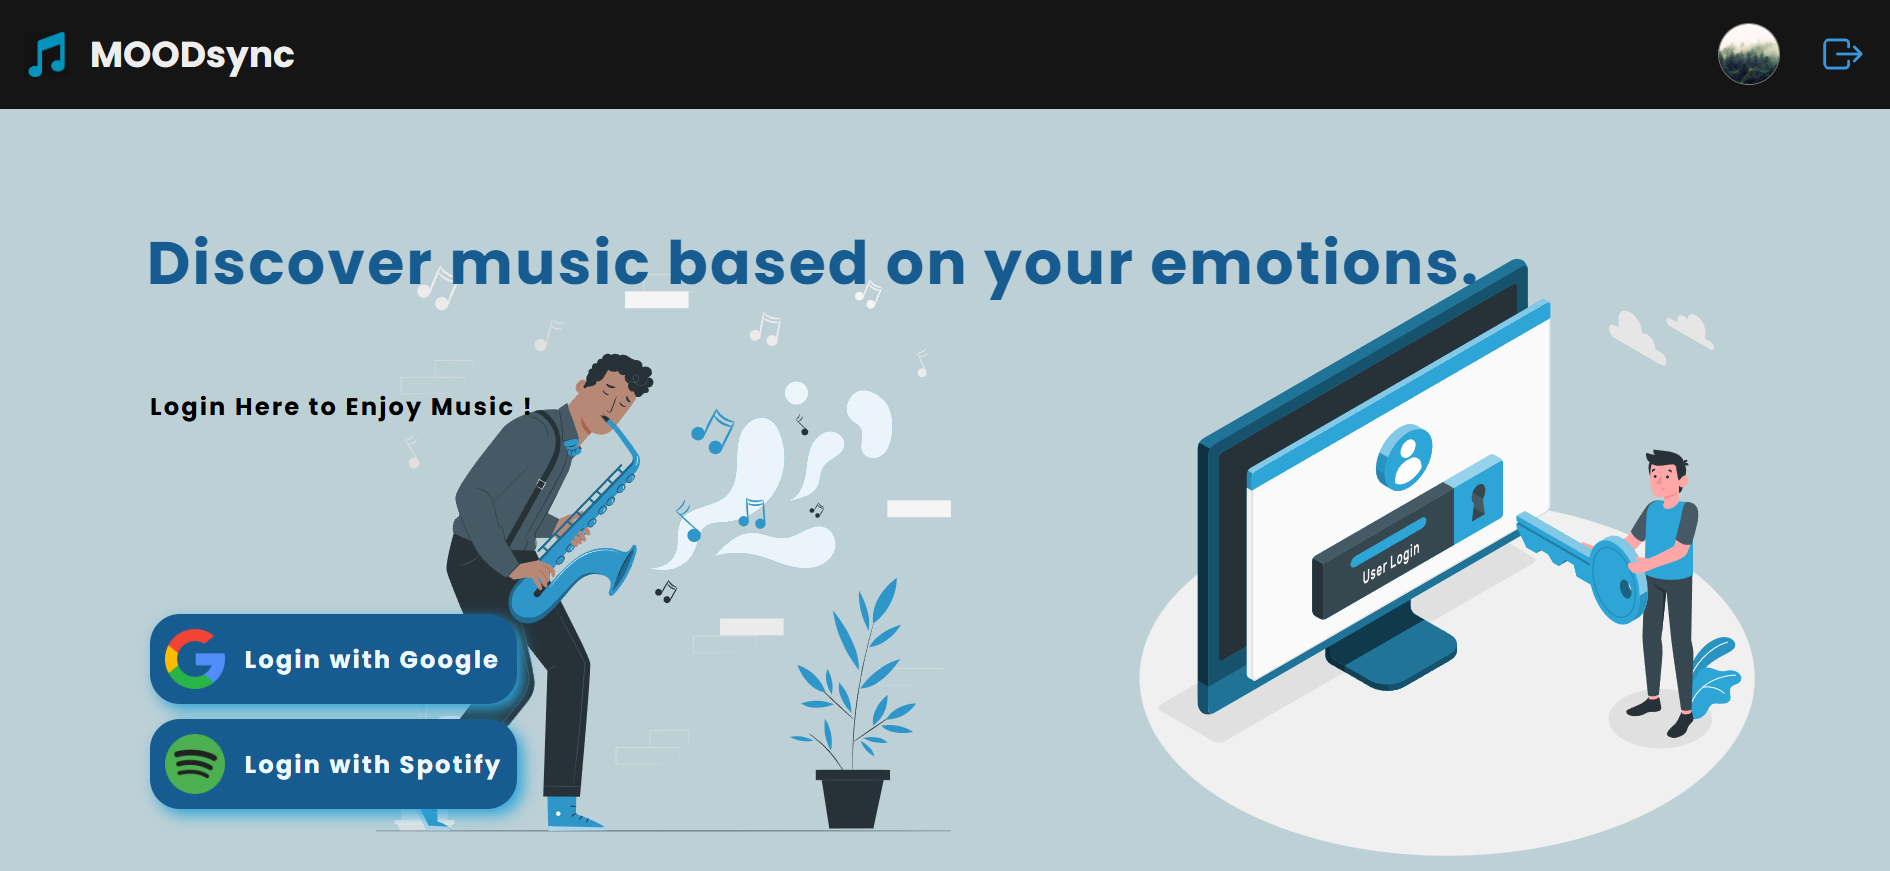 MOODsync
Discover music based on your emotions.
Login Here to Enjoy Music !
User Login
Login with Google
Login with Spotify